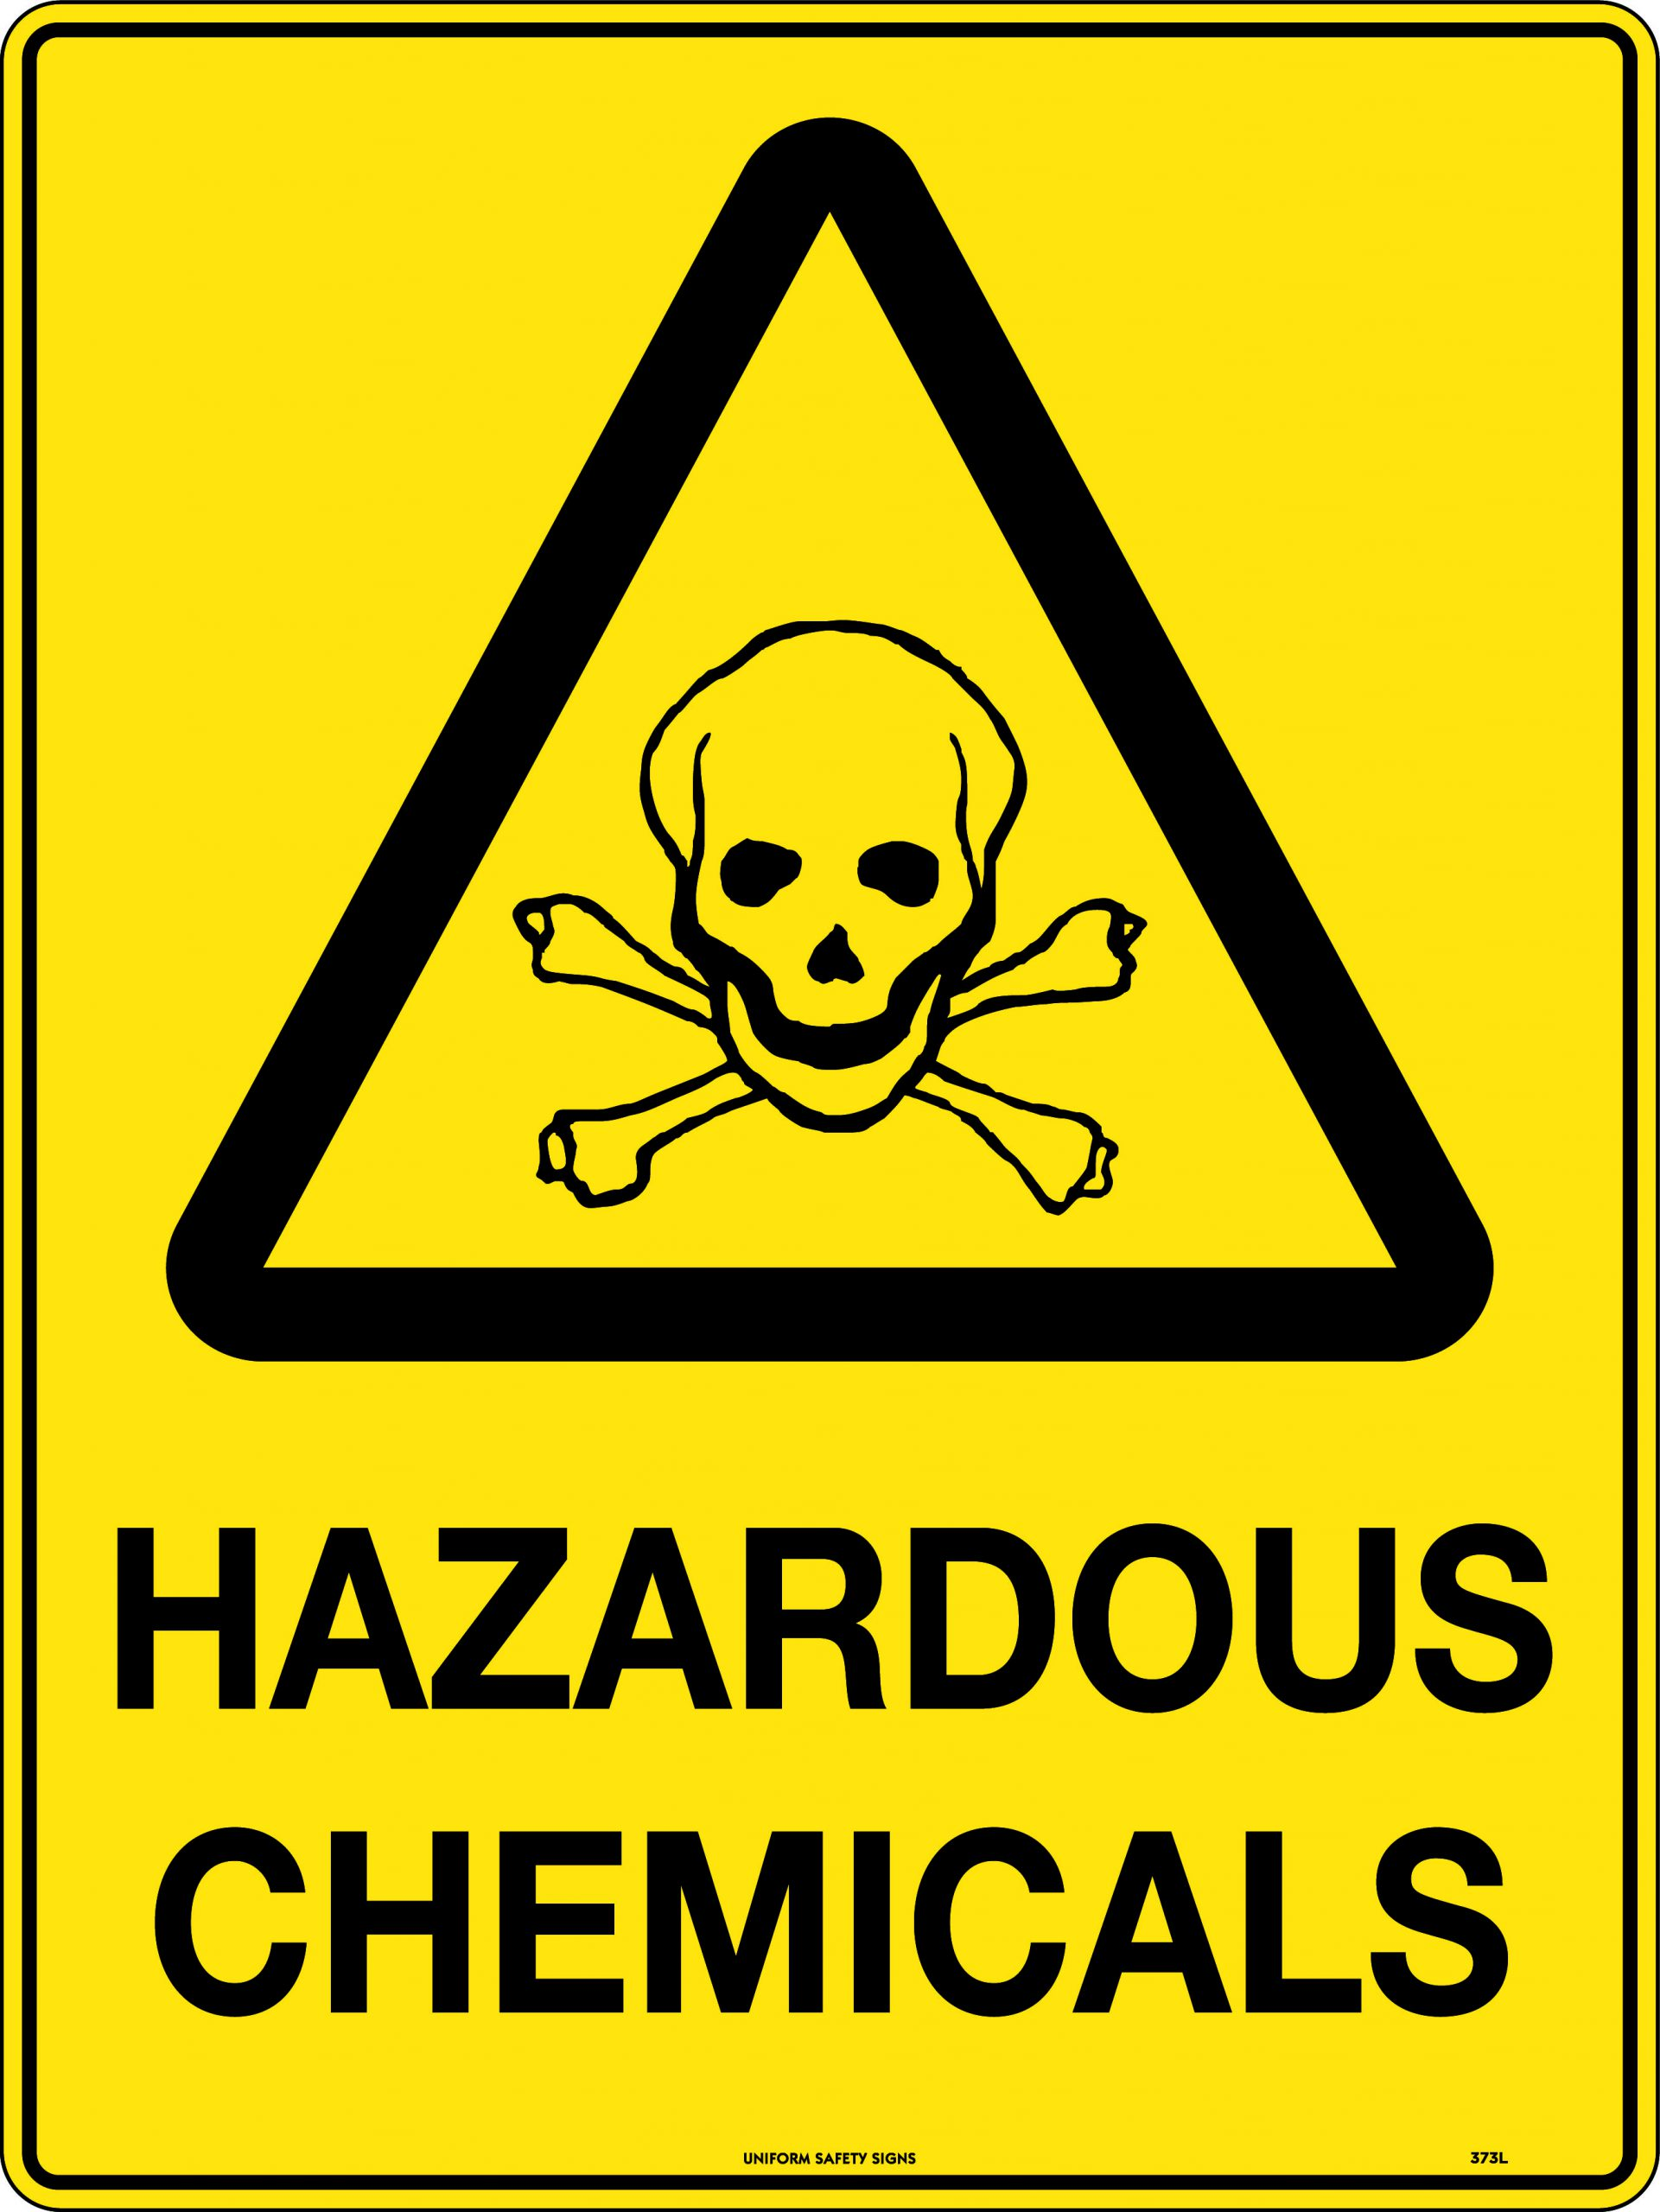 HAZARDOUS
CHEMICALS
UNIFORM SAFETY SIGNS
373L